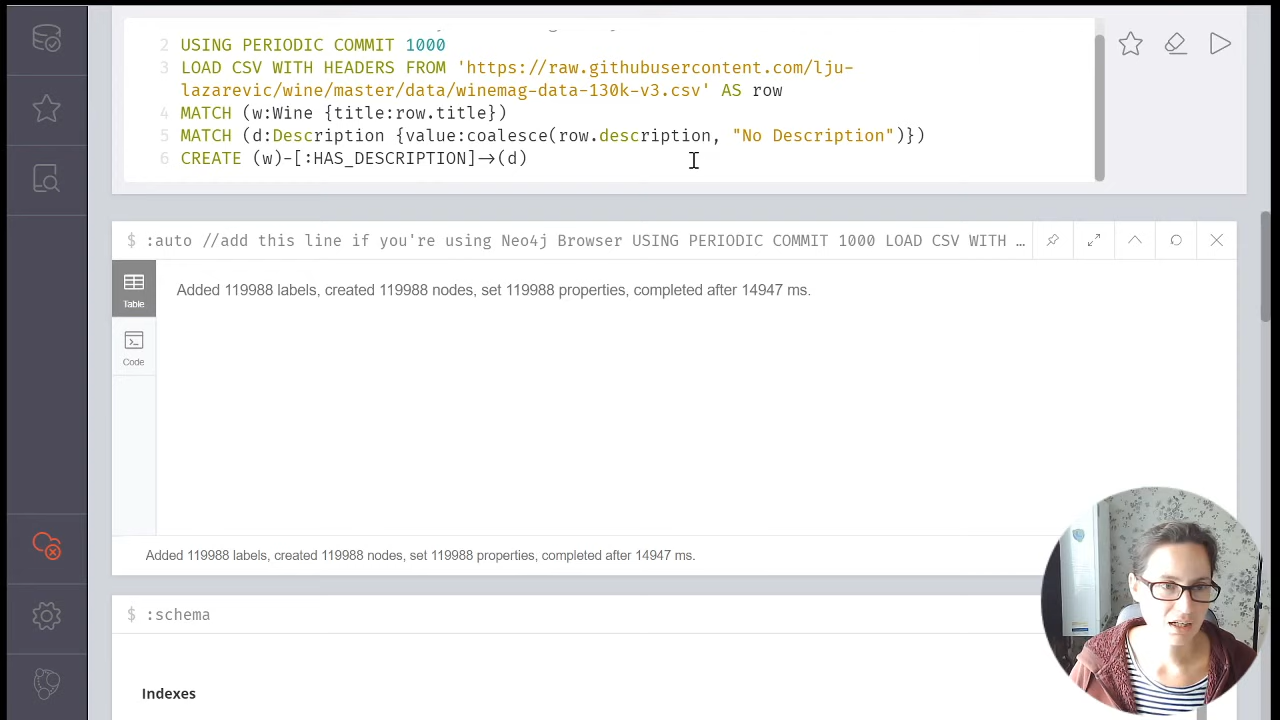 2 USING PERIODIC COMMIT 1000
3 LOAD CSV WITH HEADERS FROM 'https://raw.githubusercontent.com/lju-
lazarevic/wine/master/data/winemag-data-130k-v3.csv' AS row
4 MATCH (w:Wine {title:row.title})
5 MATCH (d:Description {value:coalesce(row.description, "No Description")})
6 CREATE (w)-[:HAS_DESCRIPTION]->(d)
$ :auto //add this line if you're using Neo4j Browser USING PERIODIC COMMIT 1000 LOAD CSV WITH …
Table
Added 119988 labels, created 119988 nodes, set 119988 properties, completed after 14947 ms.
Code
Added 119988 labels, created 119988 nodes, set 119988 properties, completed after 14947 ms.
$ :schema
Indexes